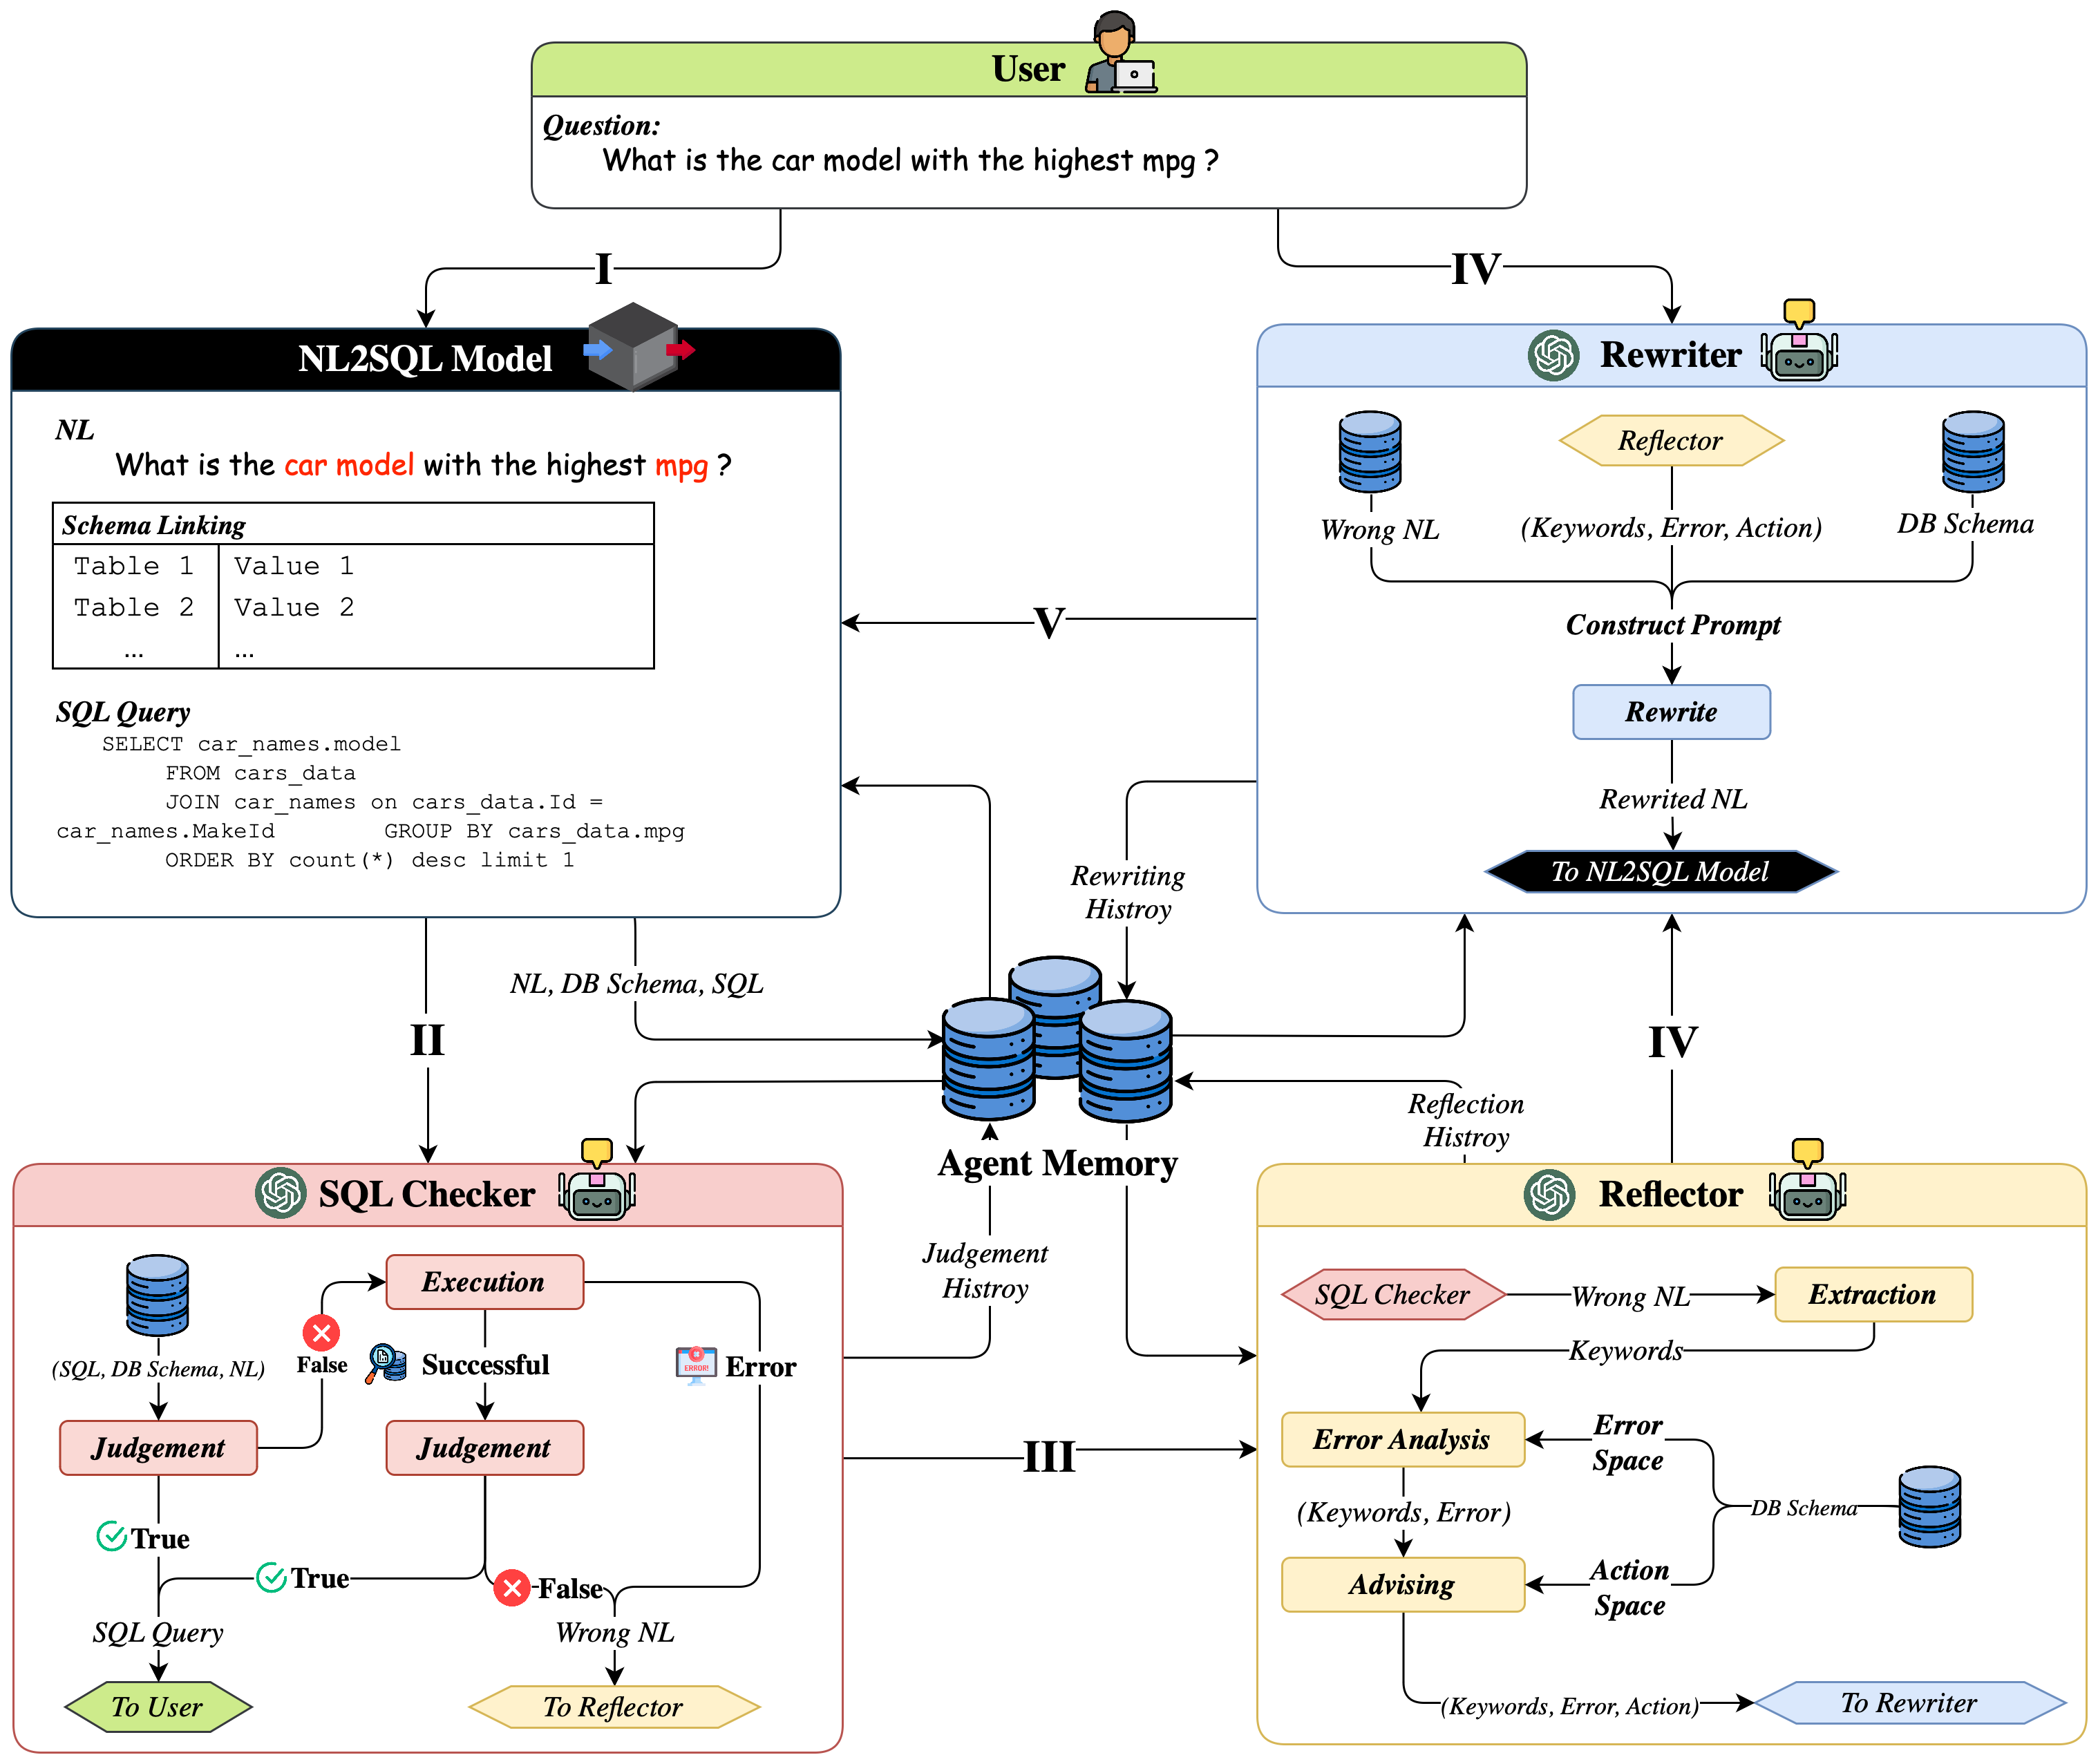 User
Question:
What is the car model with the highest mpg ?
I
IV
NL2SQL Model
NL
What is the car model with the highest mpg ?
Schema Linking
Table 1 Value 1
Table 2 Value 2
... ...
SQL Query
SELECT car_names.model
FROM cars_data
JOIN car_names on cars_data.Id =
car_names.MakeId GROUP BY cars_data.mpg
ORDER BY count(*) desc limit 1
Rewriter
Reflector
Wrong NL
(Keywords, Error, Action)
DB Schema
Construct Prompt
Rewrite
Rewrited NL
To NL2SQL Model
V
Rewriting
Histroy
NL, DB Schema, SQL
II
IV
Agent Memory
Reflection
Histroy
Judgement
Histroy
III
SQL Checker
(SQL, DB Schema, NL)
False
Execution
Successful
ERROR!
Error
Judgement
Judgement
True
True
False
SQL Query
Wrong NL
To User
To Reflector
Reflector
SQL Checker
Wrong NL
Extraction
Keywords
Error Analysis
Error
Space
(Keywords, Error)
DB Schema
Advising
Action
Space
(Keywords, Error, Action)
To Rewriter